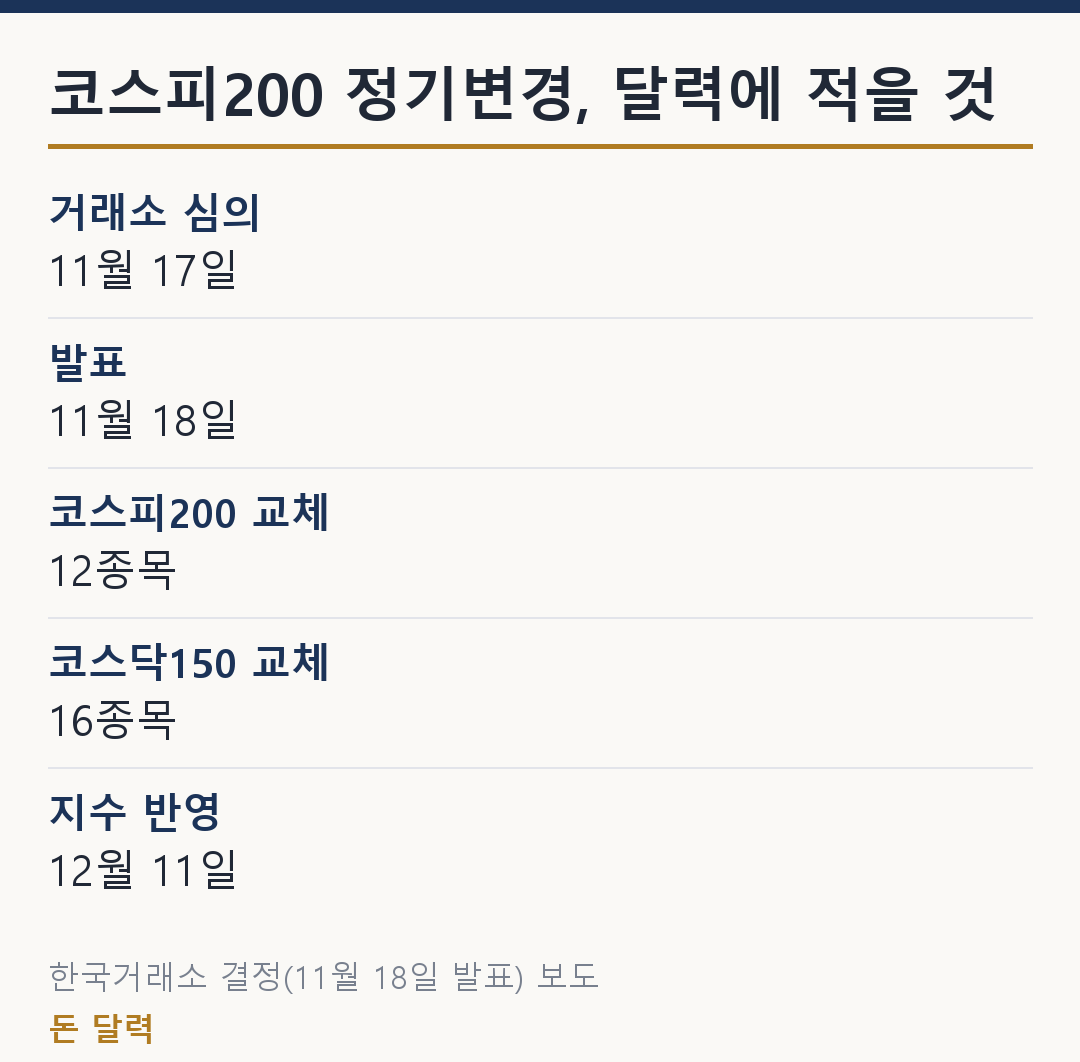 코스피200 정기변경, 달력에 적을 것
거래소 심의
11월 17일
발표
11월 18일
코스피200 교체
12종목
코스닥150 교체
16종목
지수 반영
12월 11일
한국거래소 결정(11월 18일 발표) 보도
돈 달력